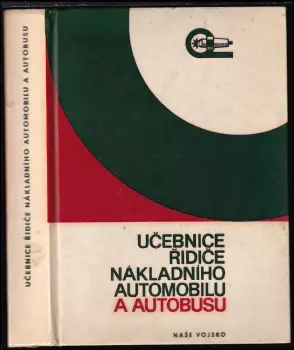 UČEBNICE ŘIDIČE NÁKLADNÍHO AUTOMOBILU A AUTOBUSU
UČEBNICE
ŘIDIČE
NÁKLADNÍHO
AUTOMOBILU
A AUTOBUSU
NAŠE VOJSKO